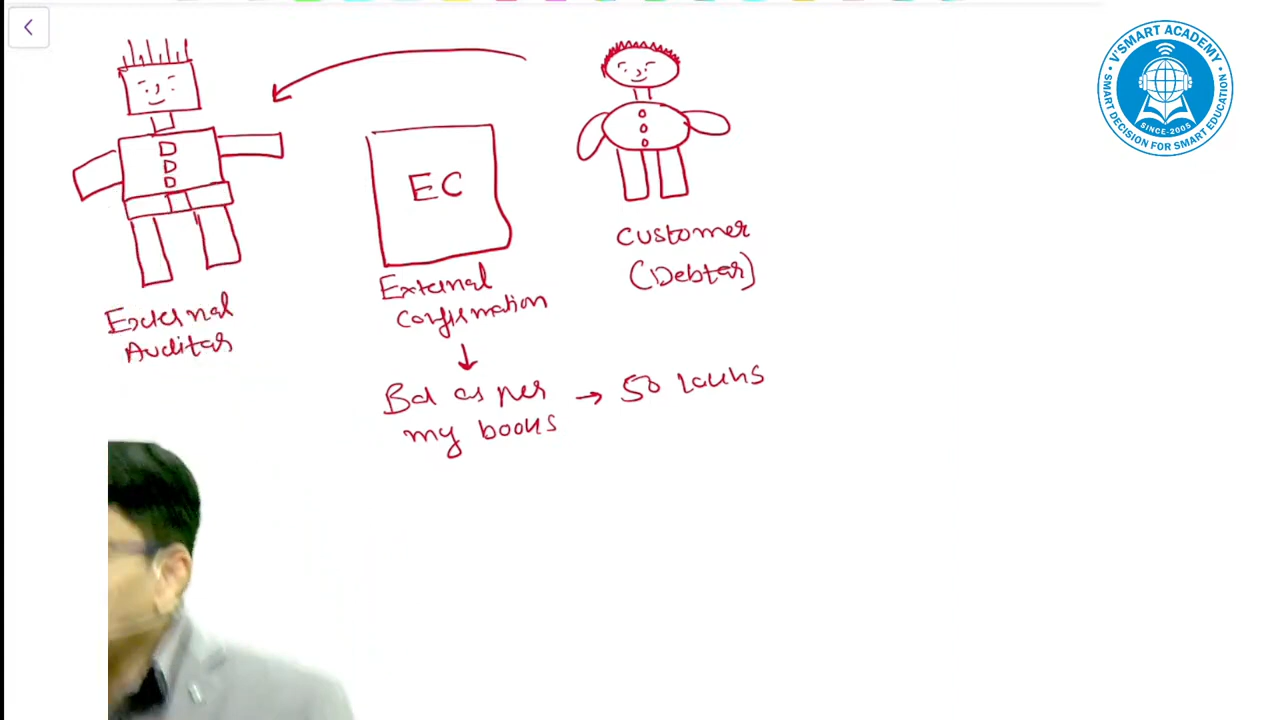 V'SMART ACADEMY
SMART DECISION FOR SMART EDUCATION
SINCE-2005
EC
External
Auditor
External
Confirmation
Customer
(Debtor)
Bal as per
my books → 50 lakhs